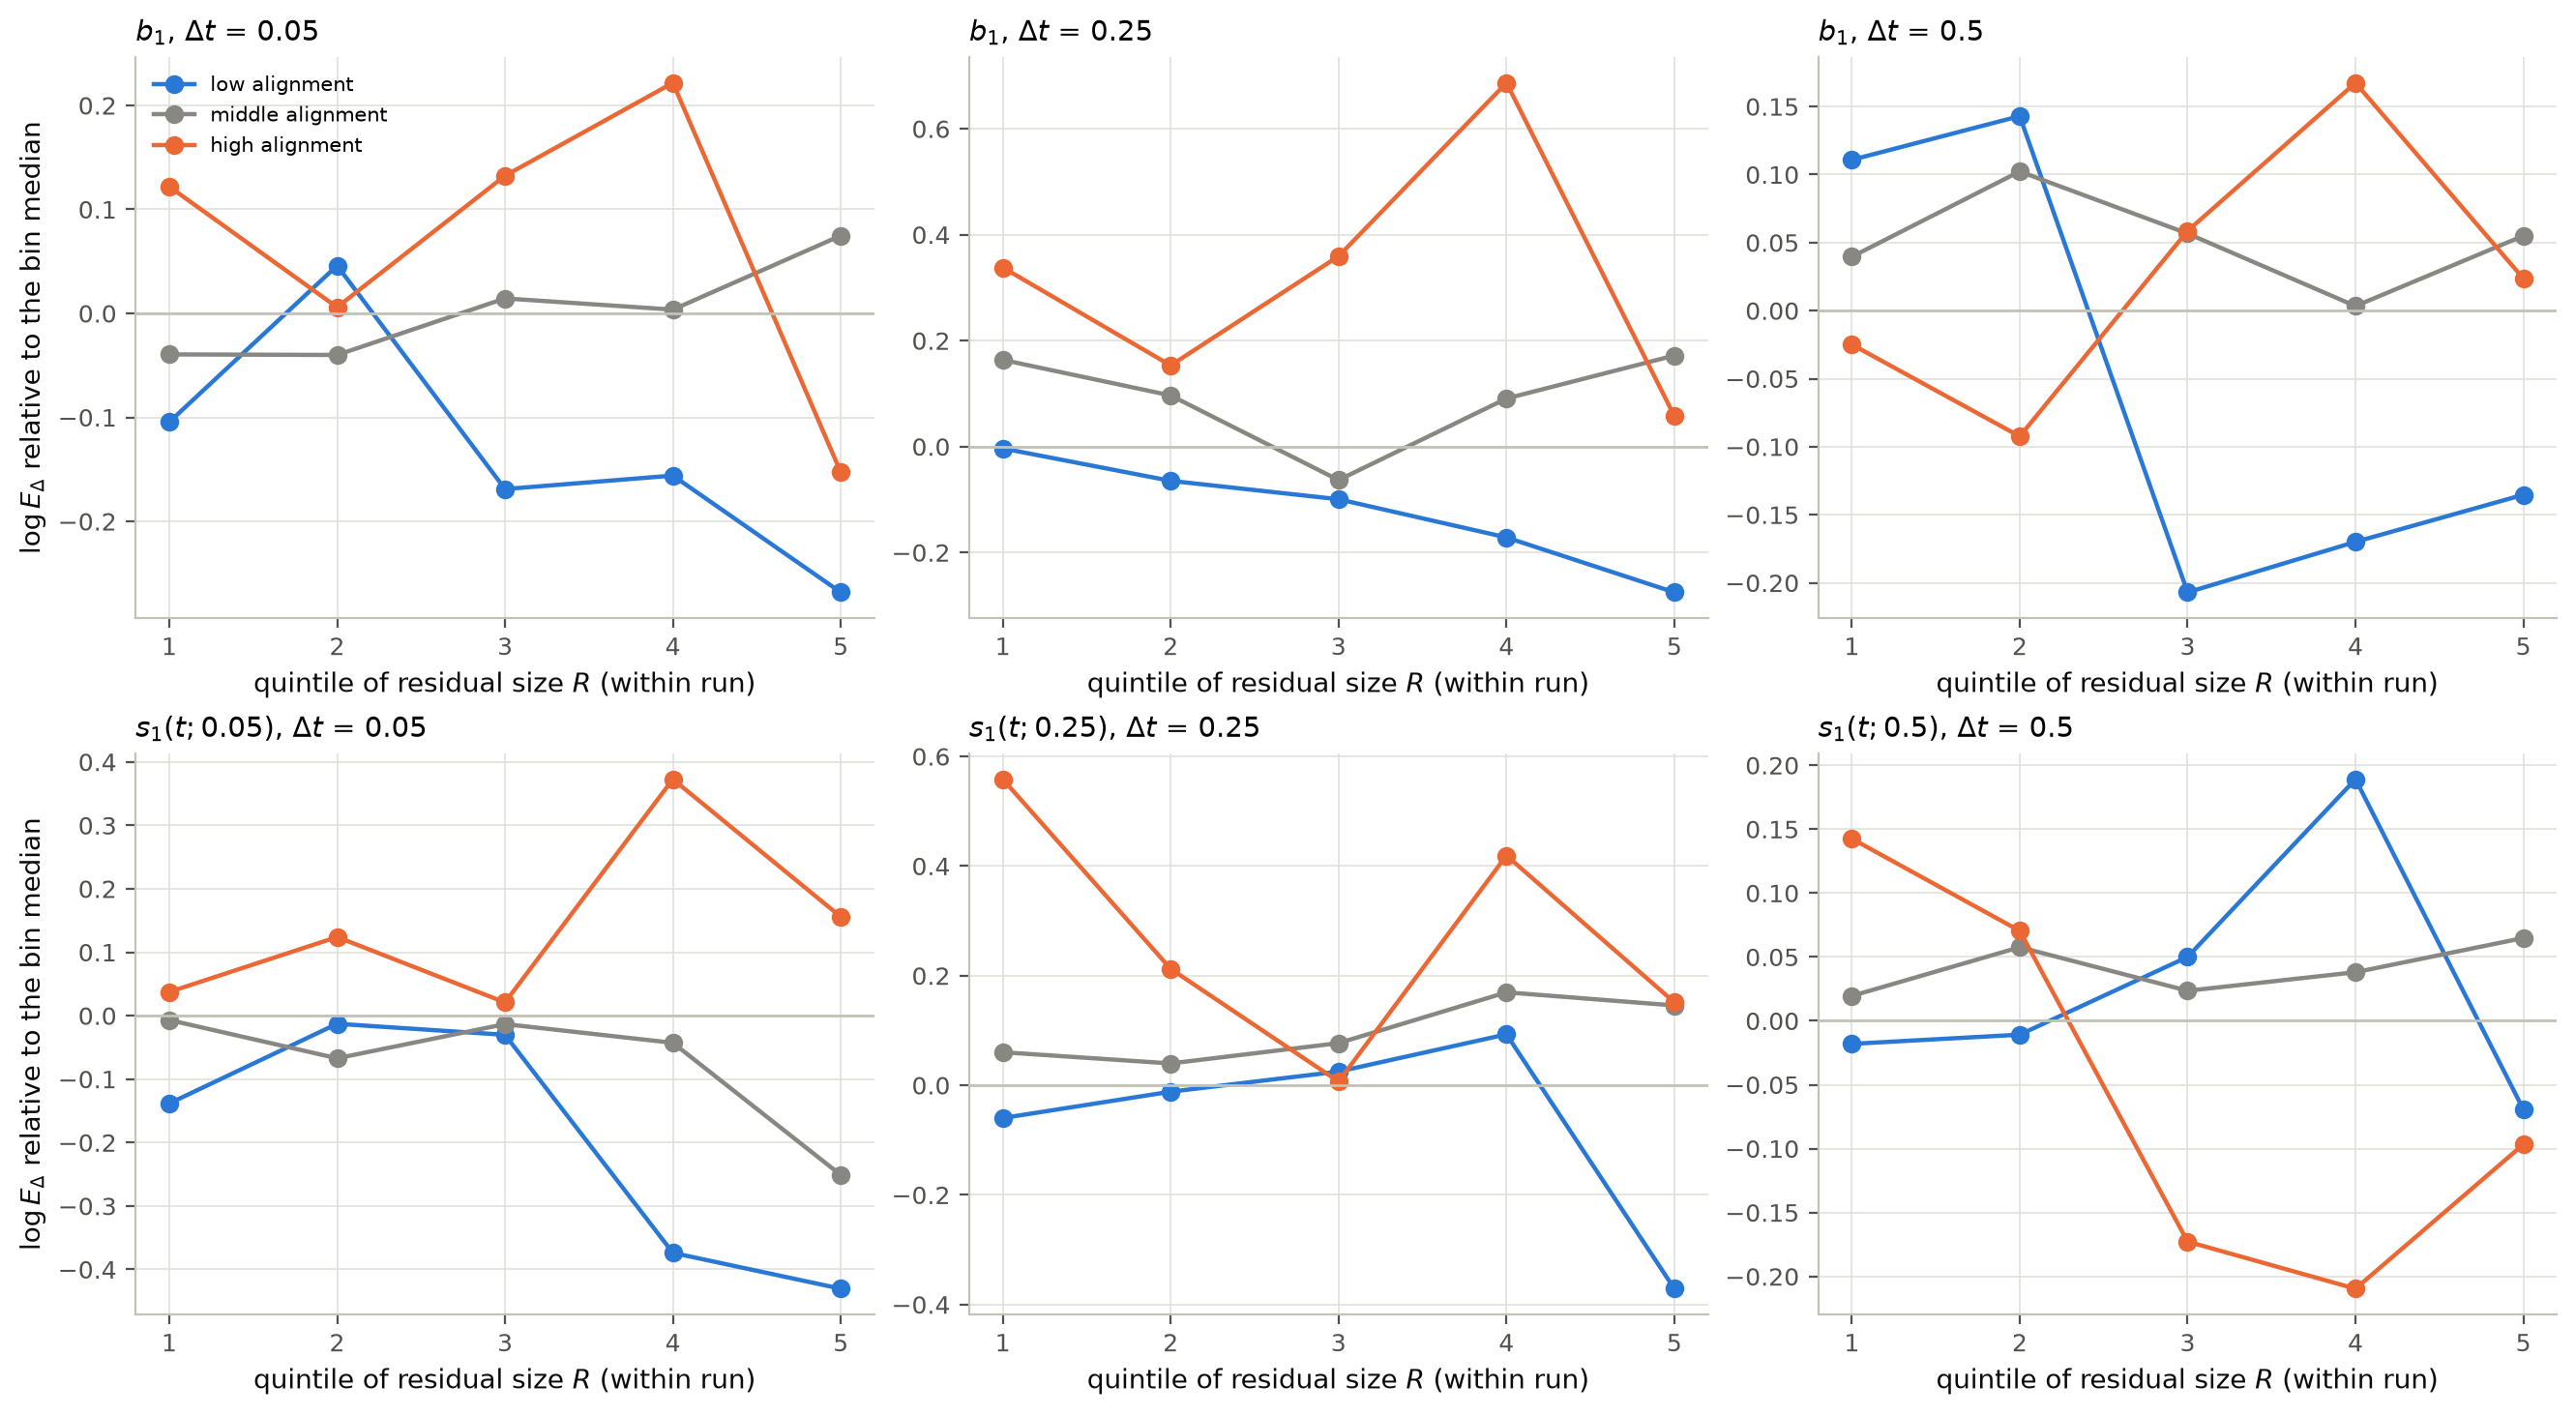 b₁, Δt = 0.05
low alignment
middle alignment
high alignment
0.2
0.1
0.0
−0.1
−0.2
log E_Δ relative to the bin median
1 2 3 4 5
quintile of residual size R (within run)
b₁, Δt = 0.25
0.6
0.4
0.2
0.0
−0.2
1 2 3 4 5
quintile of residual size R (within run)
b₁, Δt = 0.5
0.15
0.10
0.05
0.00
−0.05
−0.10
−0.15
−0.20
1 2 3 4 5
quintile of residual size R (within run)
s₁(t; 0.05), Δt = 0.05
0.4
0.3
0.2
0.1
0.0
−0.1
−0.2
−0.3
−0.4
log E_Δ relative to the bin median
1 2 3 4 5
quintile of residual size R (within run)
s₁(t; 0.25), Δt = 0.25
0.6
0.4
0.2
0.0
−0.2
−0.4
1 2 3 4 5
quintile of residual size R (within run)
s₁(t; 0.5), Δt = 0.5
0.20
0.15
0.10
0.05
0.00
−0.05
−0.10
−0.15
−0.20
1 2 3 4 5
quintile of residual size R (within run)